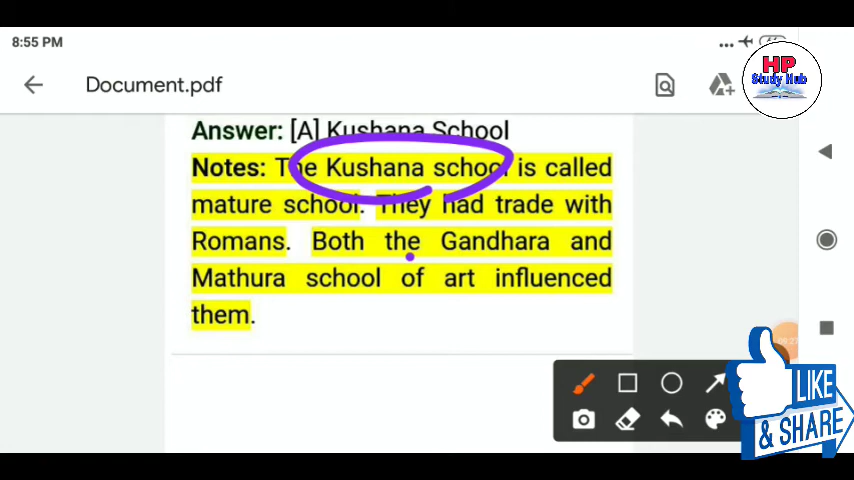 8:55 PM
Document.pdf
HP
Study Hub
Answer: [A] Kushana School
Notes: The Kushana school is called
mature school. They had trade with
Romans. Both the Gandhara and
Mathura school of art influenced
them.
LIKE
& SHARE